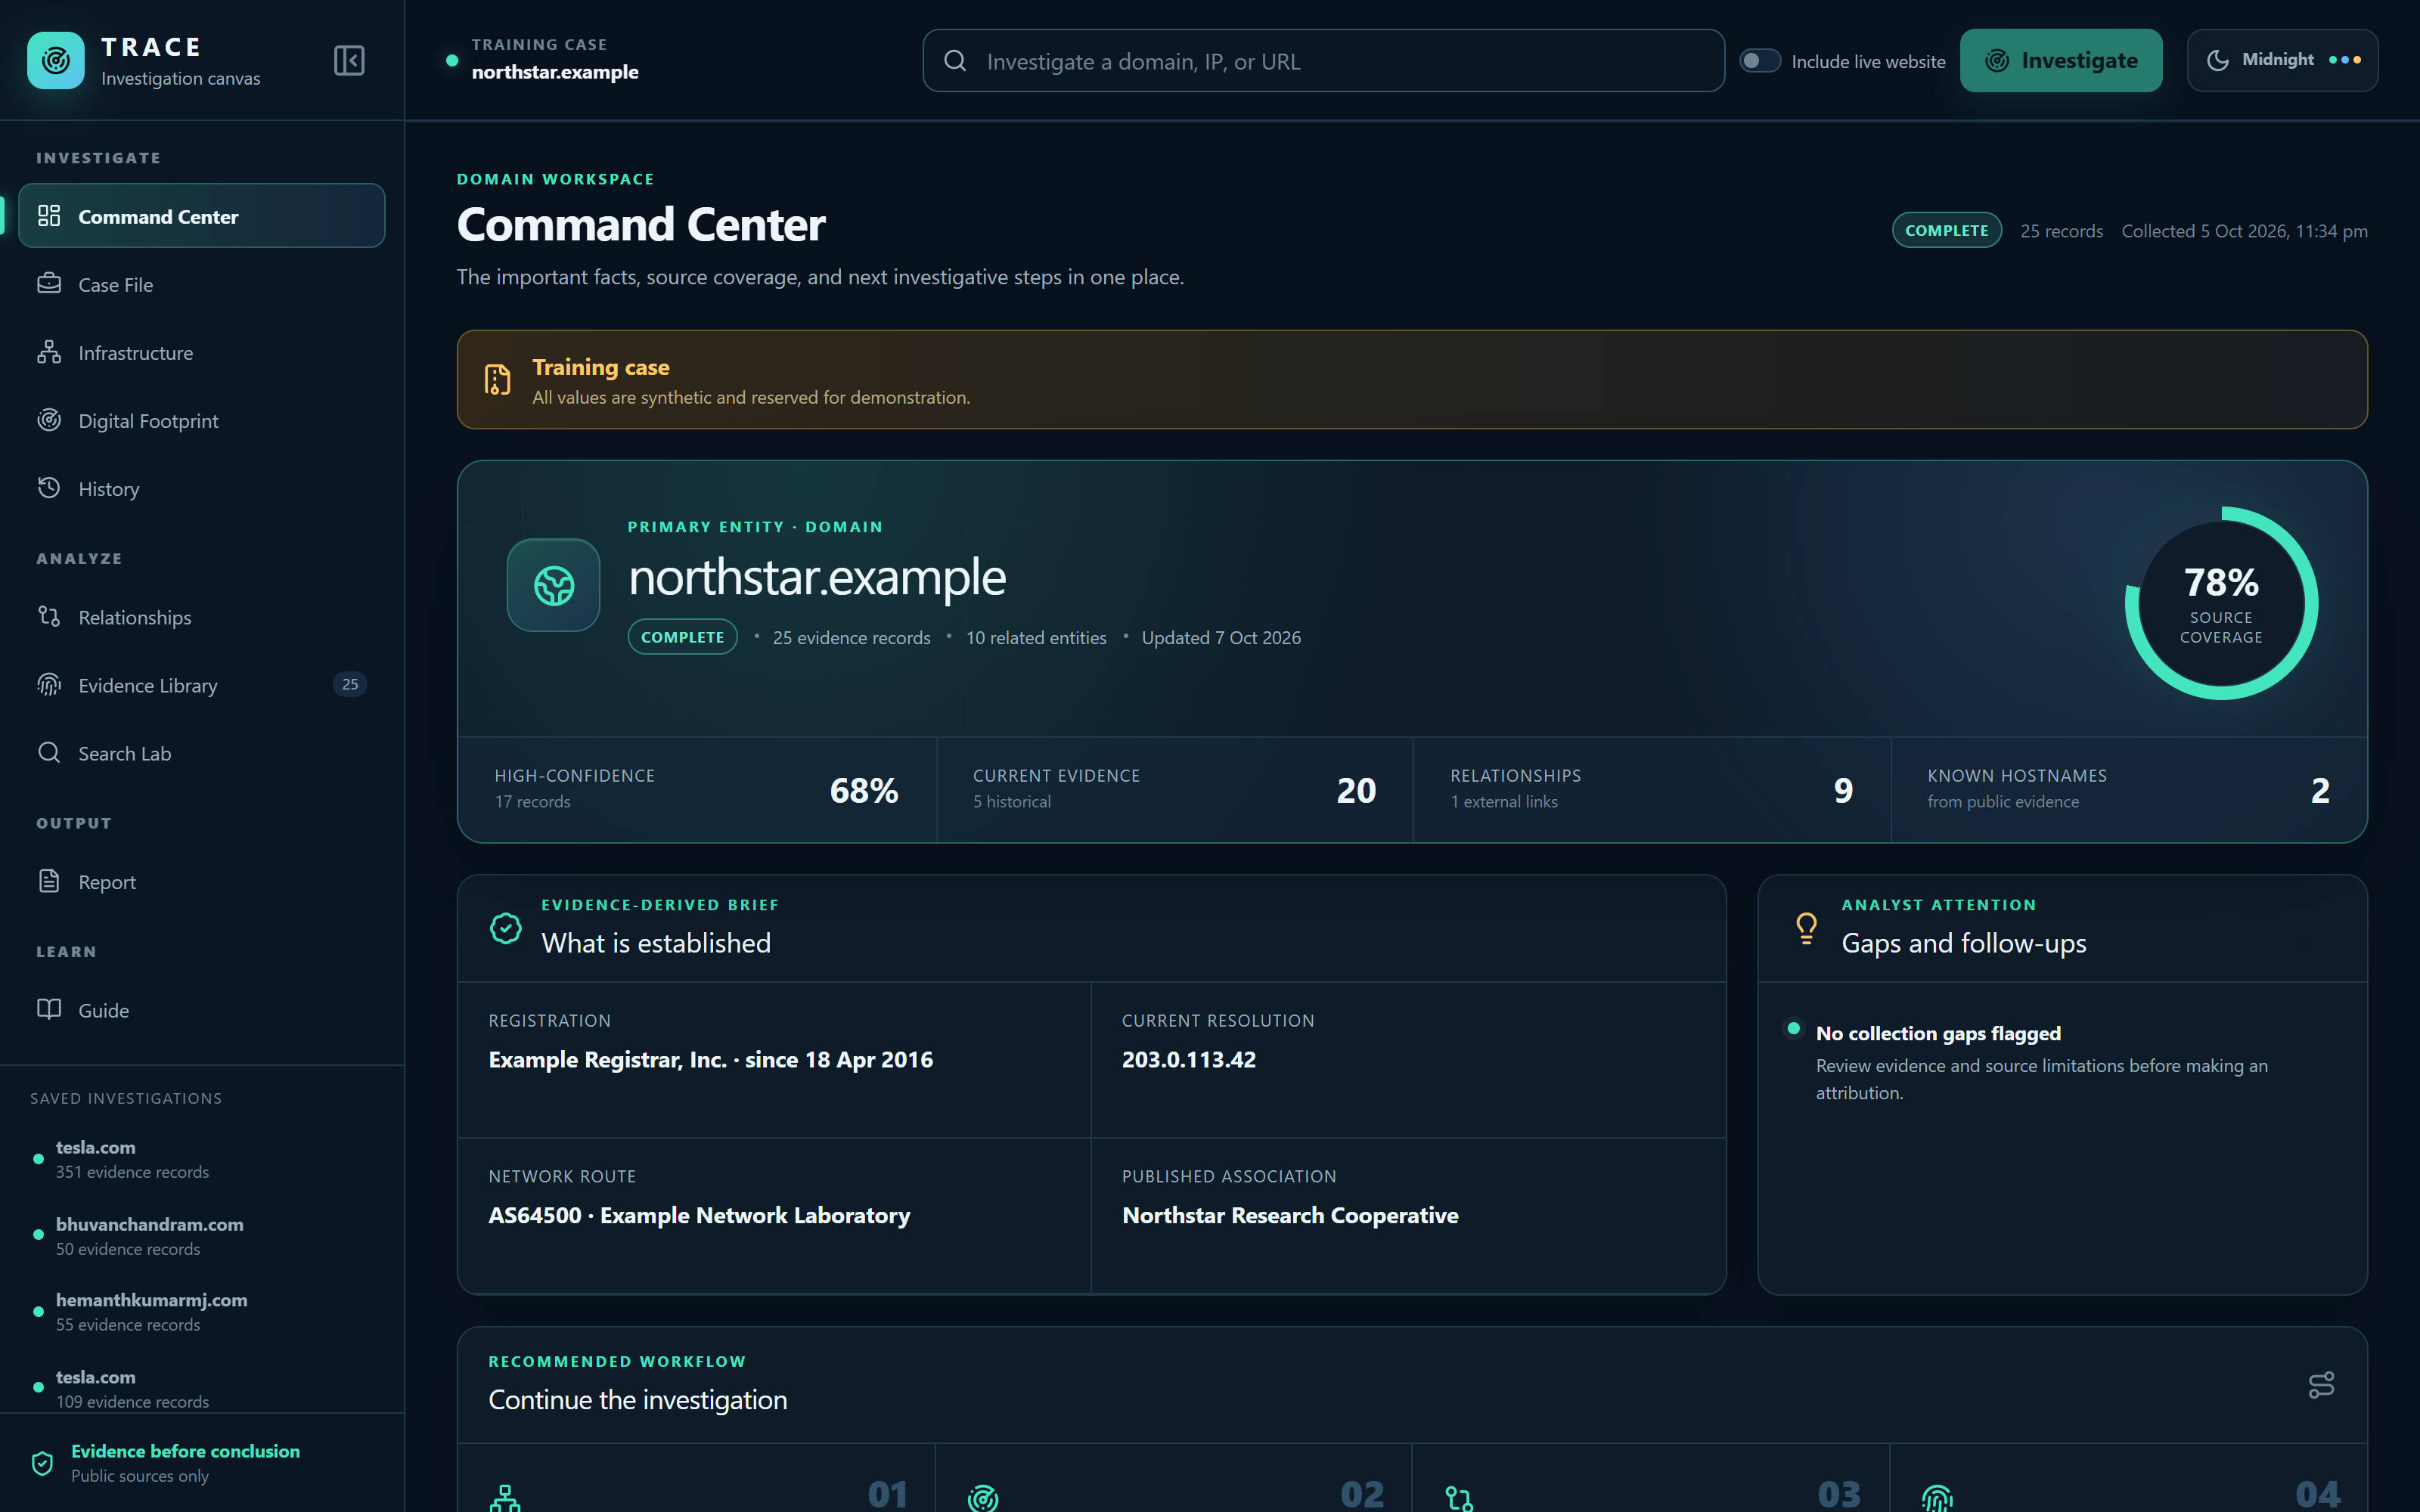 TRACE
Investigation canvas
INVESTIGATE
Command Center
Case File
Infrastructure
Digital Footprint
History
ANALYZE
Relationships
Evidence Library
25
Search Lab
OUTPUT
Report
LEARN
Guide
SAVED INVESTIGATIONS
tesla.com
351 evidence records
bhuvanchandram.com
50 evidence records
hemanthkumarmj.com
55 evidence records
tesla.com
109 evidence records
Evidence before conclusion
Public sources only
TRAINING CASE
northstar.example
Investigate a domain, IP, or URL
Include live website
Investigate
Midnight
DOMAIN WORKSPACE
Command Center
The important facts, source coverage, and next investigative steps in one place.
COMPLETE
25 records
Collected 5 Oct 2026, 11:34 pm
Training case
All values are synthetic and reserved for demonstration.
PRIMARY ENTITY · DOMAIN
northstar.example
COMPLETE • 25 evidence records • 10 related entities • Updated 7 Oct 2026
78%
SOURCE
COVERAGE
HIGH-CONFIDENCE
17 records
68%
CURRENT EVIDENCE
5 historical
20
RELATIONSHIPS
1 external links
9
KNOWN HOSTNAMES
from public evidence
2
EVIDENCE-DERIVED BRIEF
What is established
REGISTRATION
Example Registrar, Inc. · since 18 Apr 2016
CURRENT RESOLUTION
203.0.113.42
NETWORK ROUTE
AS64500 · Example Network Laboratory
PUBLISHED ASSOCIATION
Northstar Research Cooperative
ANALYST ATTENTION
Gaps and follow-ups
No collection gaps flagged
Review evidence and source limitations before making an
attribution.
RECOMMENDED WORKFLOW
Continue the investigation
01
02
03
04